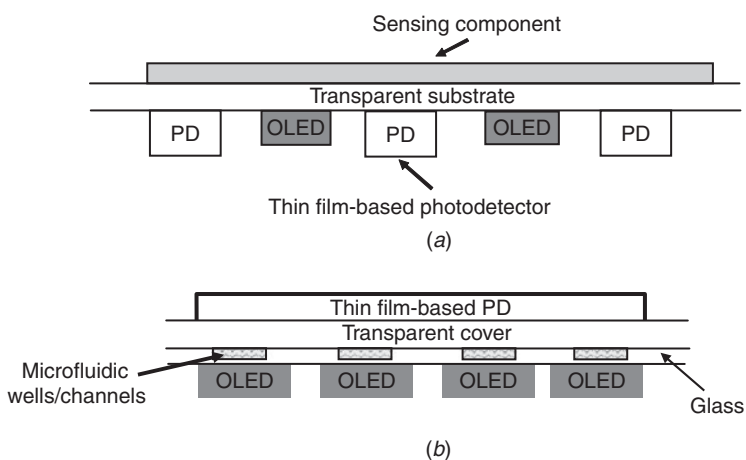 Sensing component
Transparent substrate
PD OLED PD OLED PD
Thin film-based photodetector
(a)
Thin film-based PD
Transparent cover
Microfluidic
wells/channels
OLED OLED OLED OLED
Glass
(b)